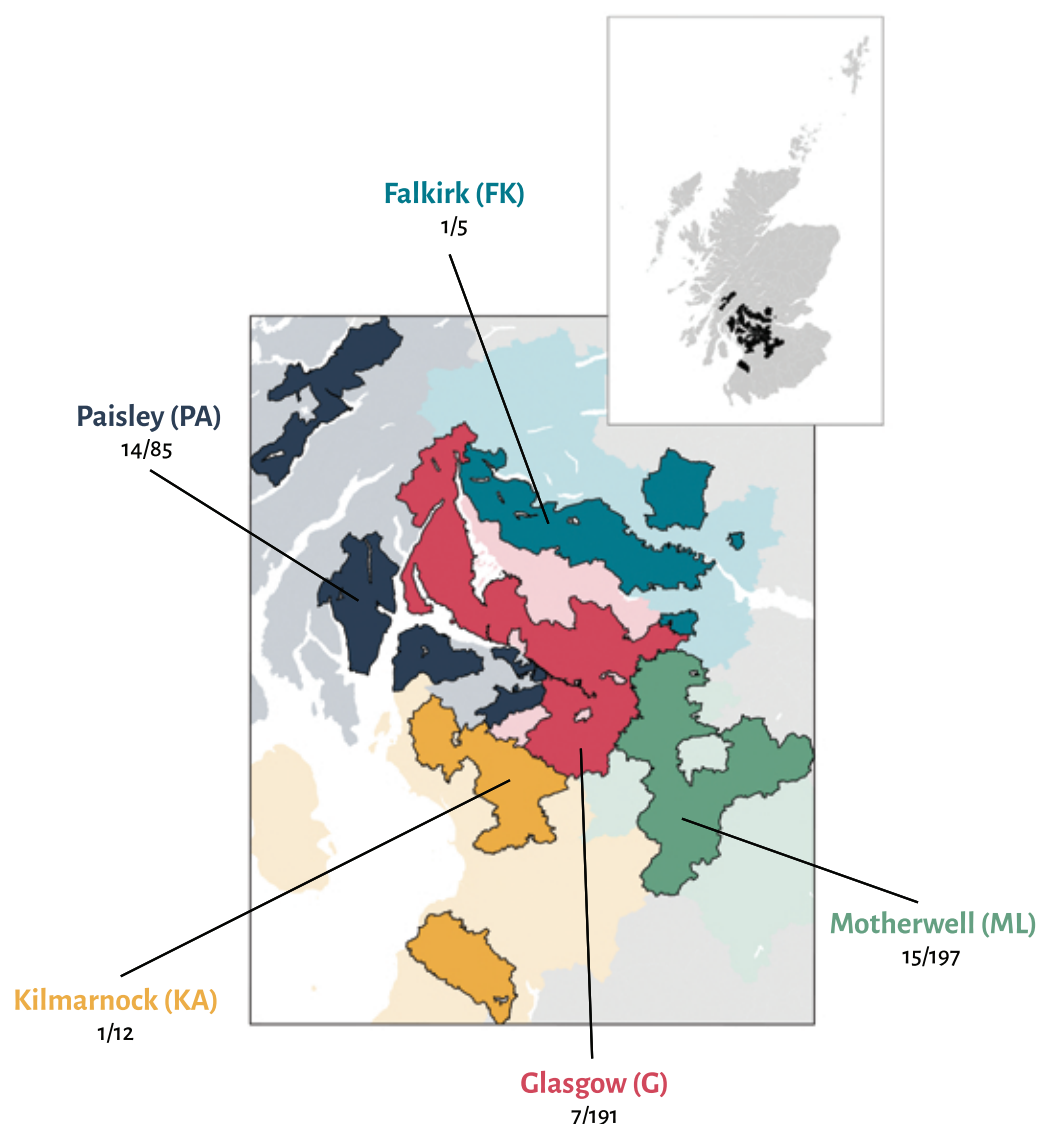 Falkirk (FK)
1/5
Paisley (PA)
14/85
Motherwell (ML)
15/197
Kilmarnock (KA)
1/12
Glasgow (G)
7/191